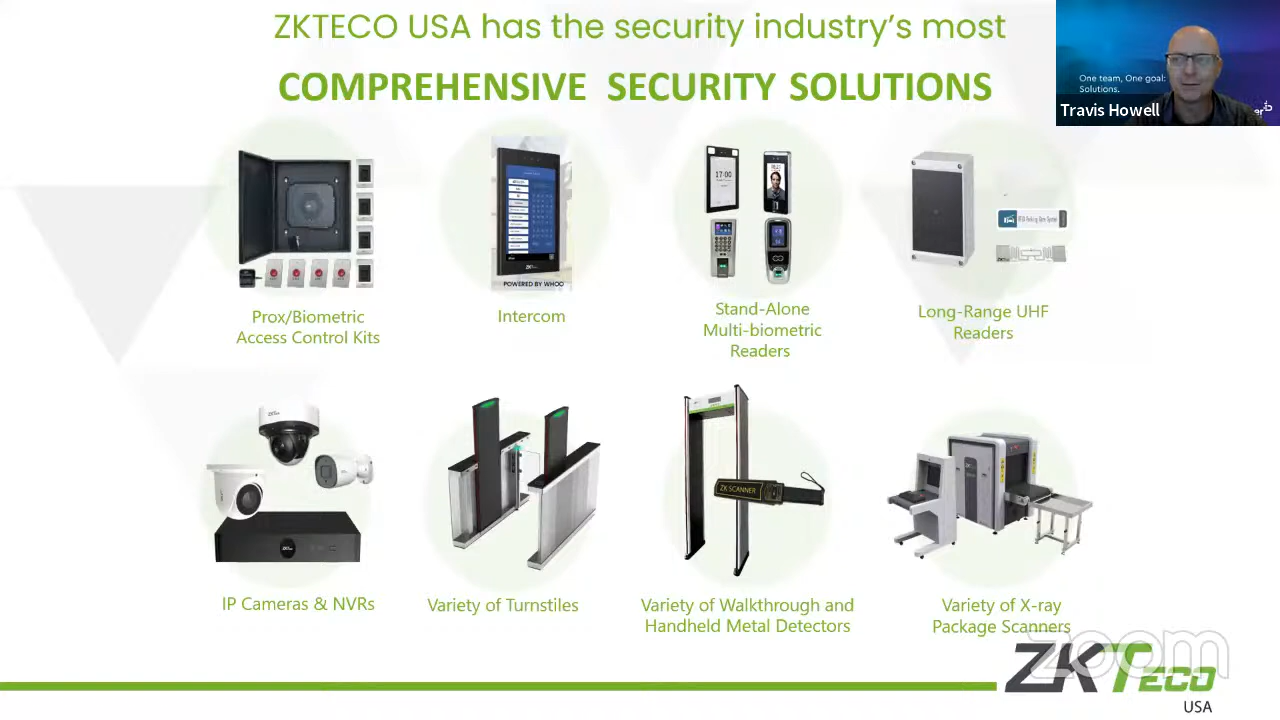 ZKTECO USA has the security industry's most
COMPREHENSIVE SECURITY SOLUTIONS
One team, One goal:
Solutions.
Travis Howell
17:00
ZKTeco
POWERED BY WHOO
Prox/Biometric
Access Control Kits
Intercom
Stand-Alone
Multi-biometric
Readers
Long-Range UHF
Readers
ZK SCANNER
IP Cameras & NVRs
Variety of Turnstiles
Variety of Walkthrough and
Handheld Metal Detectors
Variety of X-ray
Package Scanners
zoom
ZKTECO
USA